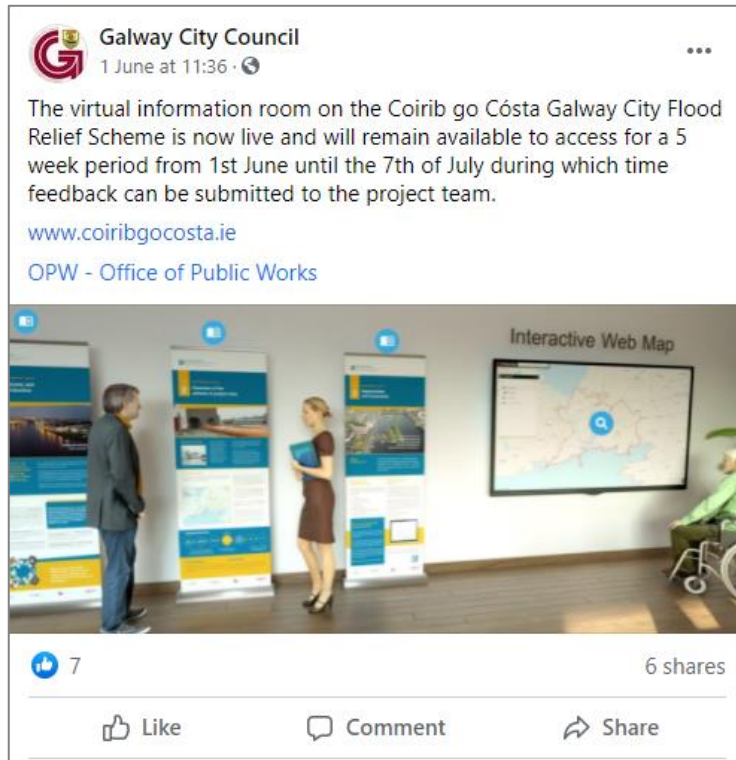 Galway City Council
1 June at 11:36 ·
The virtual information room on the Coirib go Cósta Galway City Flood
Relief Scheme is now live and will remain available to access for a 5
week period from 1st June until the 7th of July during which time
feedback can be submitted to the project team.
www.coiribgocosta.ie
OPW - Office of Public Works
Interactive Web Map
7
6 shares
Like
Comment
Share